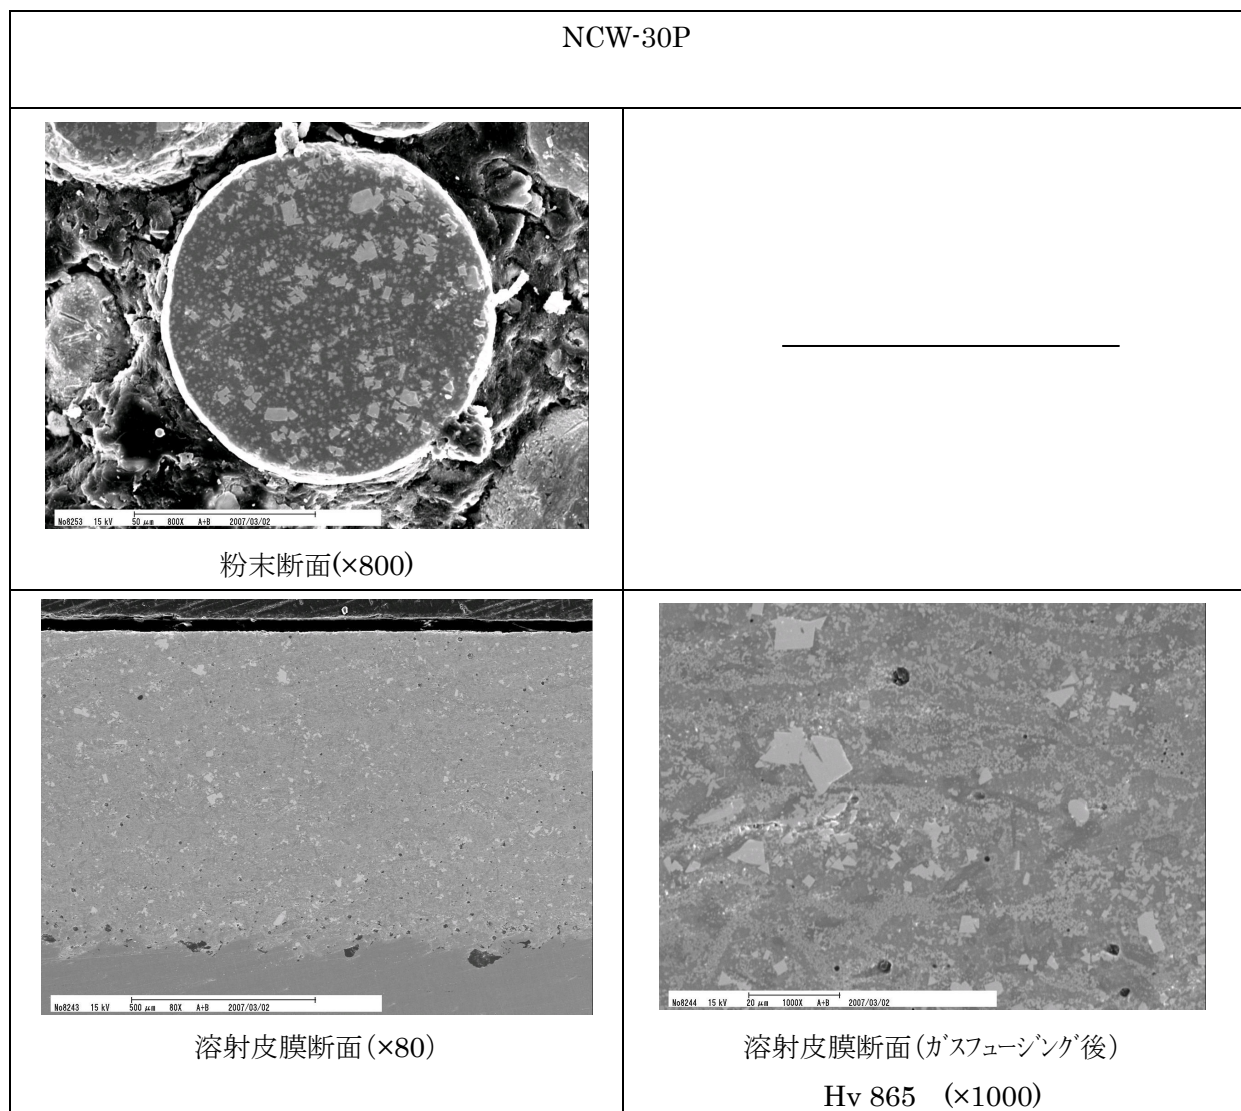 NCW-30P
No8253 15 kV 50 μm 800X A+B 2007/03/02
粉末断面(×800)
No8243 15 kV 500 μm 80X A+B 2007/03/02
溶射皮膜断面(×80)
No8244 15 kV 20 μm 1000X A+B 2007/03/02
溶射皮膜断面(ガスフュージング後)
Hv 865 (×1000)